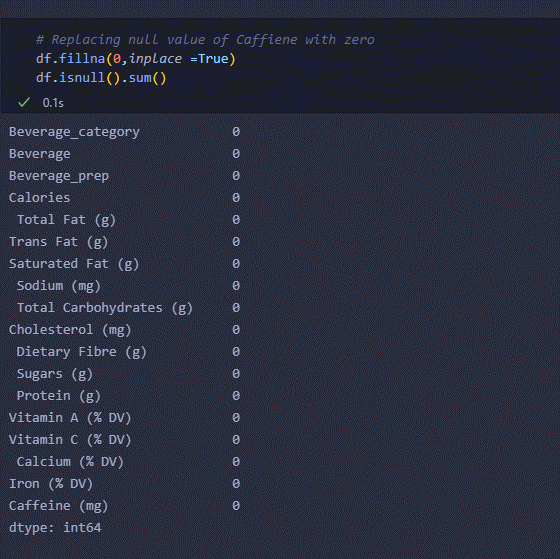 # Replacing null value of Caffiene with zero
df.fillna(0,inplace =True)
df.isnull().sum()
✓ 0.1s
Beverage_category 0
Beverage 0
Beverage_prep 0
Calories 0
Total Fat (g) 0
Trans Fat (g) 0
Saturated Fat (g) 0
Sodium (mg) 0
Total Carbohydrates (g) 0
Cholesterol (mg) 0
Dietary Fibre (g) 0
Sugars (g) 0
Protein (g) 0
Vitamin A (% DV) 0
Vitamin C (% DV) 0
Calcium (% DV) 0
Iron (% DV) 0
Caffeine (mg) 0
dtype: int64